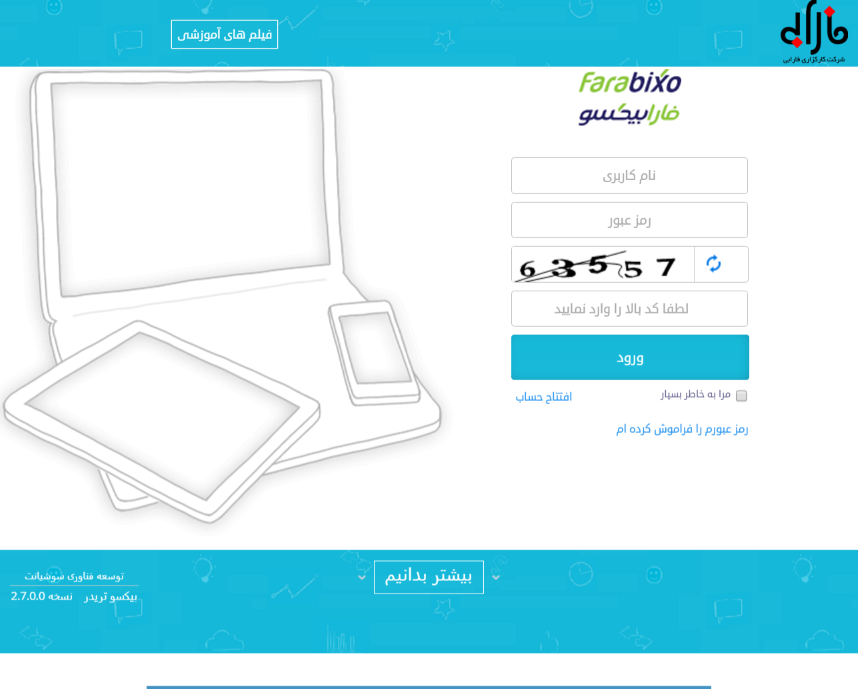 فیلم های آموزشی
فارابی
شرکت کارگزاری فارابی
Farabixo
فارابیکسو
نام کاربری
رمز عبور
63557
لطفا کد بالا را وارد نمایید
ورود
مرا به خاطر بسپار
افتتاح حساب
رمز عبورم را فراموش کرده ام
بیشتر بدانیم
توسعه فناوری سوشیانت
بیکسو تریدر نسخه 2.7.0.0